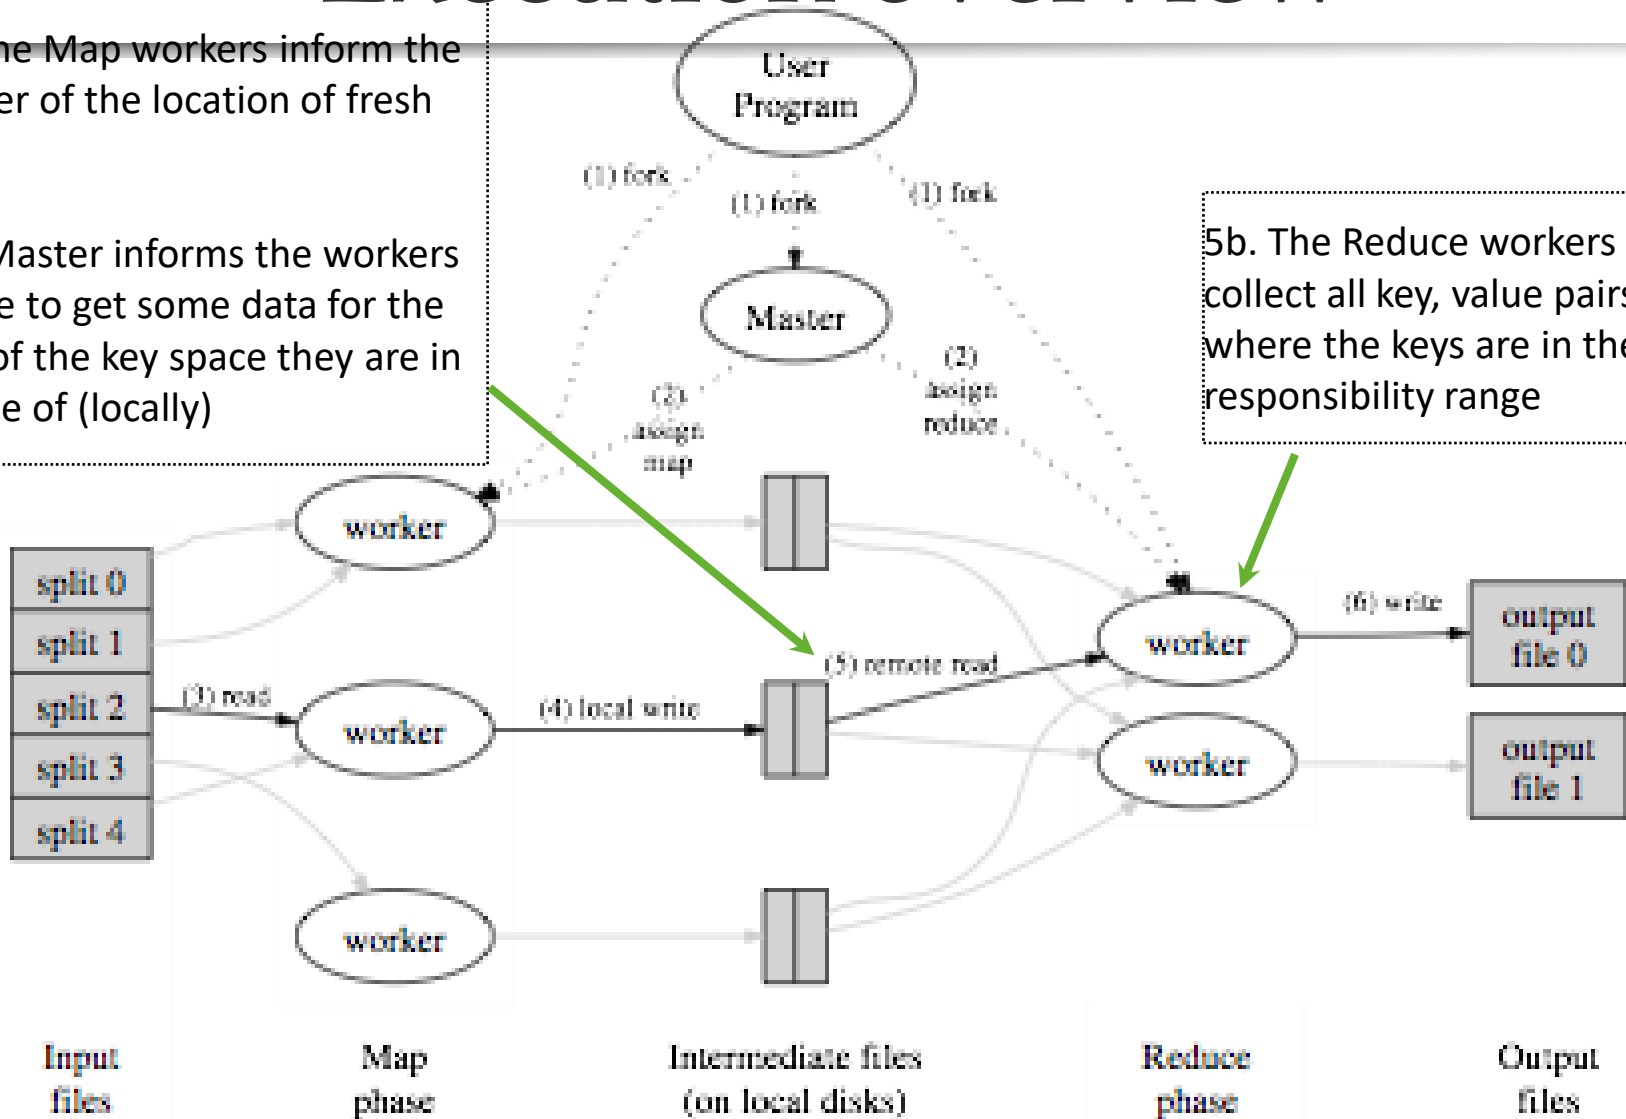 Execution overview
he Map workers inform the
er of the location of fresh
Master informs the workers
e to get some data for the
of the key space they are in
e of (locally)
User
Program
(1) fork
(1) fork
(1) fork
Master
(2)
assign
map
(2)
assign
reduce
5b. The Reduce workers
collect all key, value pairs
where the keys are in the
responsibility range
split 0
split 1
split 2
split 3
split 4
(3) read
worker
worker
worker
(4) local write
(5) remote read
worker
worker
(6) write
output
file 0
output
file 1
Input
files
Map
phase
Intermediate files
(on local disks)
Reduce
phase
Output
files